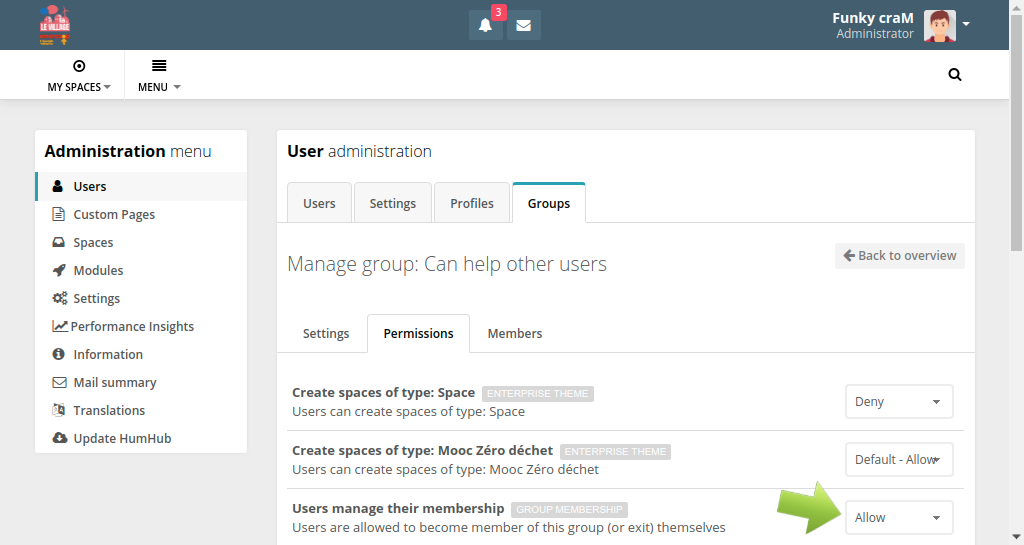 LE VILLAGE
3
Funky craM
Administrator
MY SPACES
MENU
Administration menu
Users
Custom Pages
Spaces
Modules
Settings
Performance Insights
Information
Mail summary
Translations
Update HumHub
User administration
Users Settings Profiles Groups
Manage group: Can help other users
Back to overview
Settings Permissions Members
Create spaces of type: Space ENTERPRISE THEME
Users can create spaces of type: Space
Deny
Create spaces of type: Mooc Zéro déchet ENTERPRISE THEME
Users can create spaces of type: Mooc Zéro déchet
Default - Allow
Users manage their membership GROUP MEMBERSHIP
Users are allowed to become member of this group (or exit) themselves
Allow